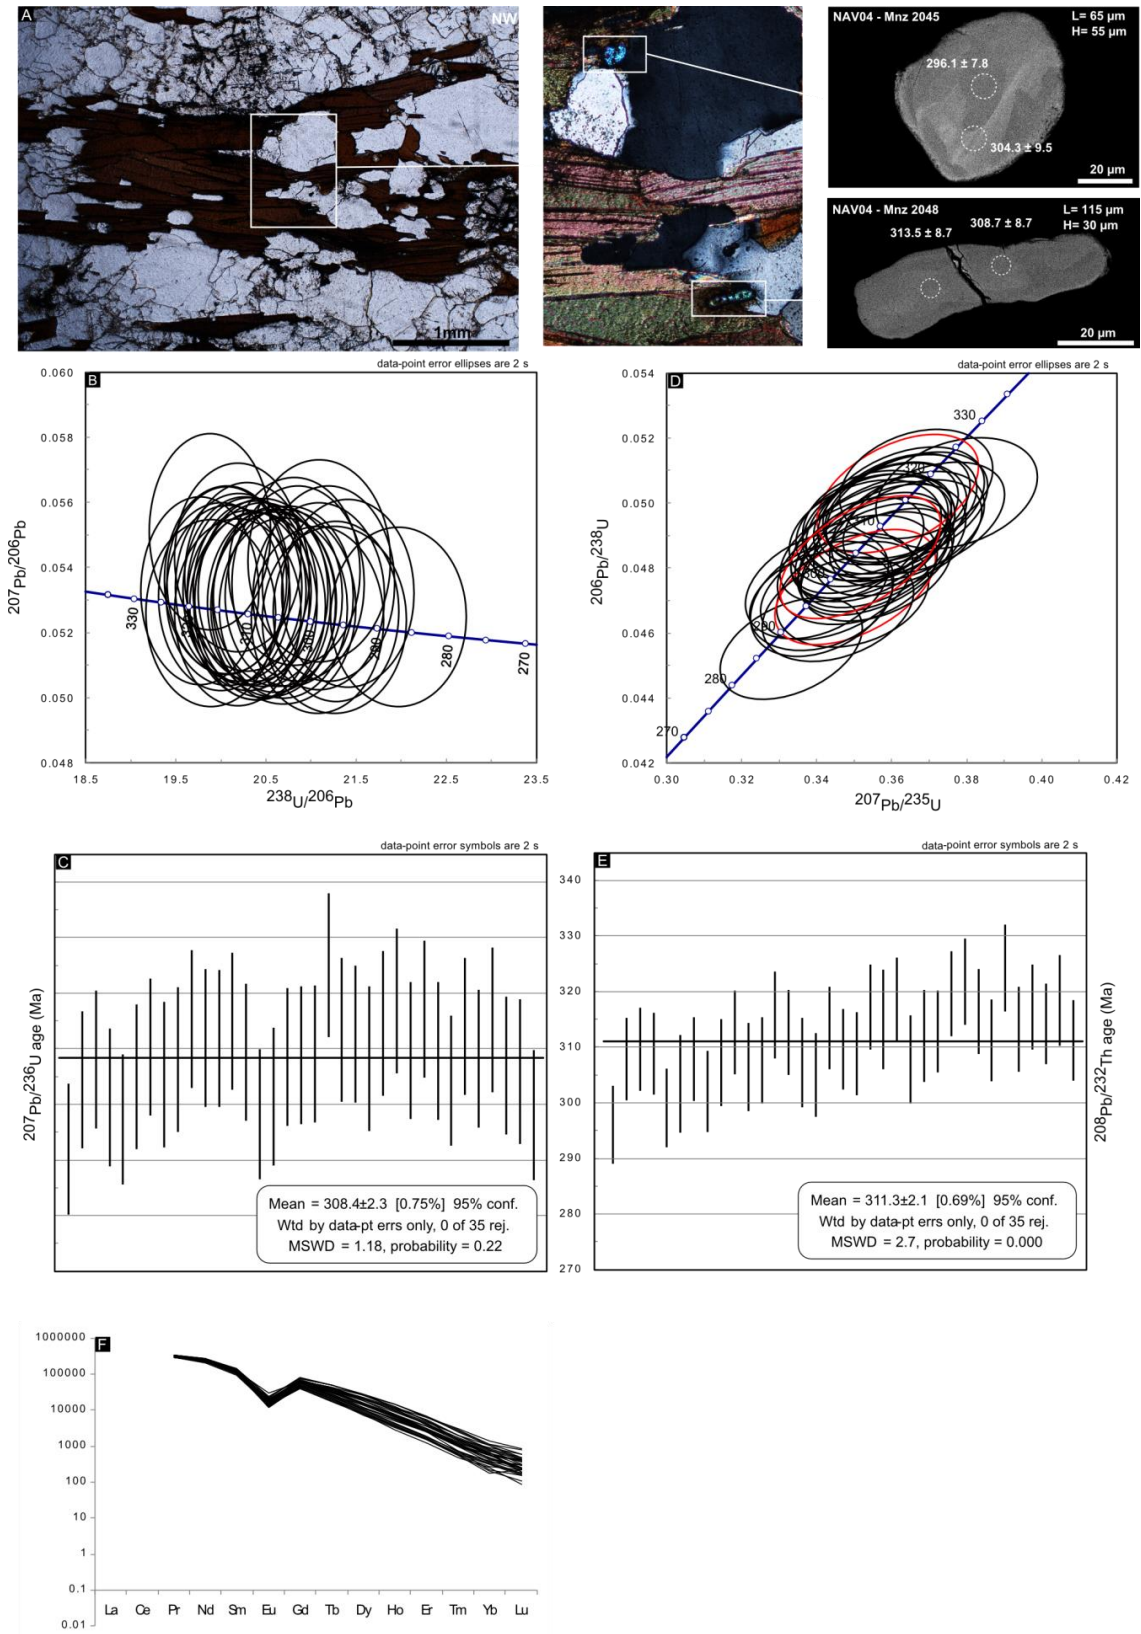 A
NW
1mm
NAV04 - Mnz 2045
L= 65 µm
H= 55 µm
296.1 ± 7.8
304.3 ± 9.5
20 µm
NAV04 - Mnz 2048
L= 115 µm
H= 30 µm
313.5 ± 8.7
308.7 ± 8.7
20 µm
data-point error ellipses are 2 s
B
0.060
0.058
0.056
0.054
0.052
0.050
0.048
207Pb/206Pb
330
310
280
270
18.5
19.5
20.5
21.5
22.5
23.5
238U/206Pb
data-point error ellipses are 2 s
D
0.054
0.052
0.050
0.048
0.046
0.044
0.042
206Pb/238U
330
320
290
280
270
0.30
0.32
0.34
0.36
0.38
0.40
0.42
207Pb/235U
data-point error symbols are 2 s
C
207Pb/236U age (Ma)
Mean = 308.4±2.3 [0.75%] 95% conf.
Wtd by data-pt errs only, 0 of 35 rej.
MSWD = 1.18, probability = 0.22
340
330
320
310
300
290
280
270
data-point error symbols are 2 s
E
208Pb/232Th age (Ma)
Mean = 311.3±2.1 [0.69%] 95% conf.
Wtd by data-pt errs only, 0 of 35 rej.
MSWD = 2.7, probability = 0.000
F
1000000
100000
10000
1000
100
10
1
0.1
0.01
La Ce Pr Nd Sm Eu Gd Tb Dy Ho Er Tm Yb Lu